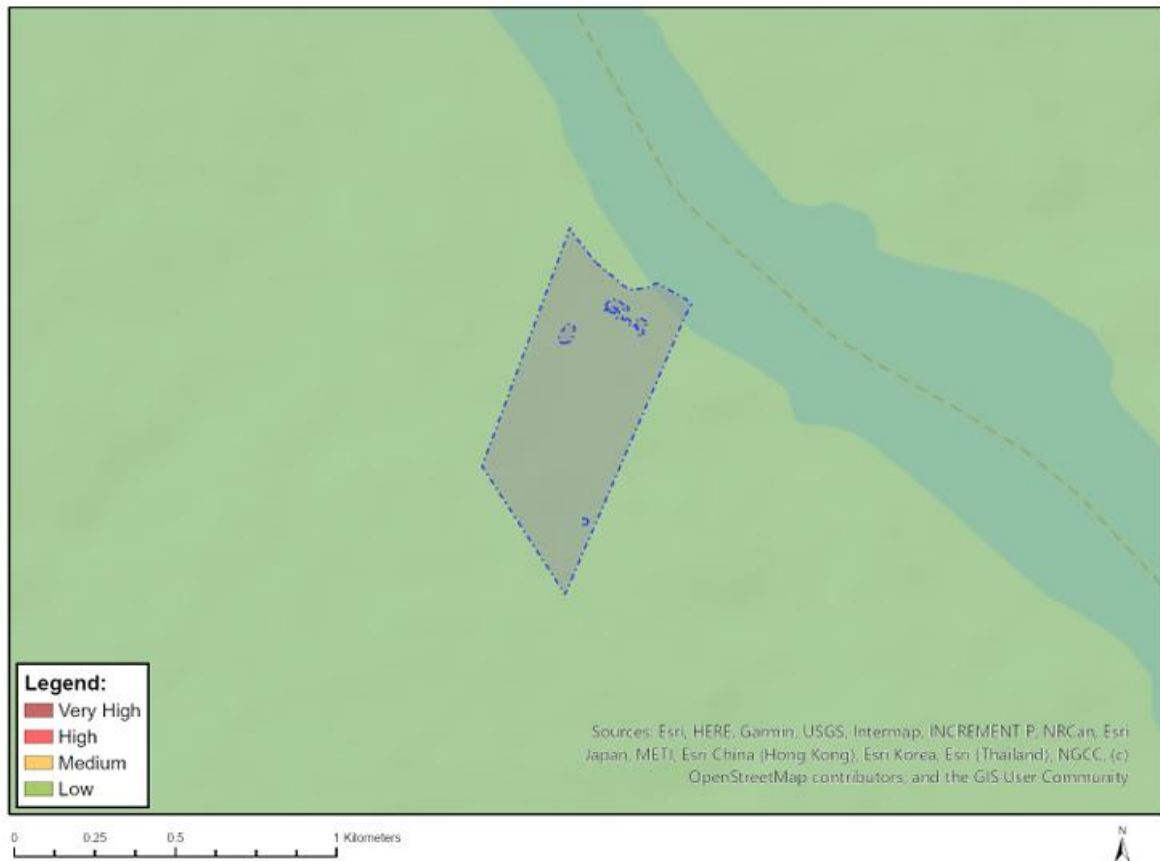 Legend:
Very High
High
Medium
Low
Sources: Esri, HERE, Garmin, USGS, Intermap, INCREMENT P, NRCan, Esri
Japan, METI, Esri China (Hong Kong), Esri Korea, Esri (Thailand), NGCC, (c)
OpenStreetMap contributors, and the GIS User Community
0 0.25 0.5 1 Kilometers
N